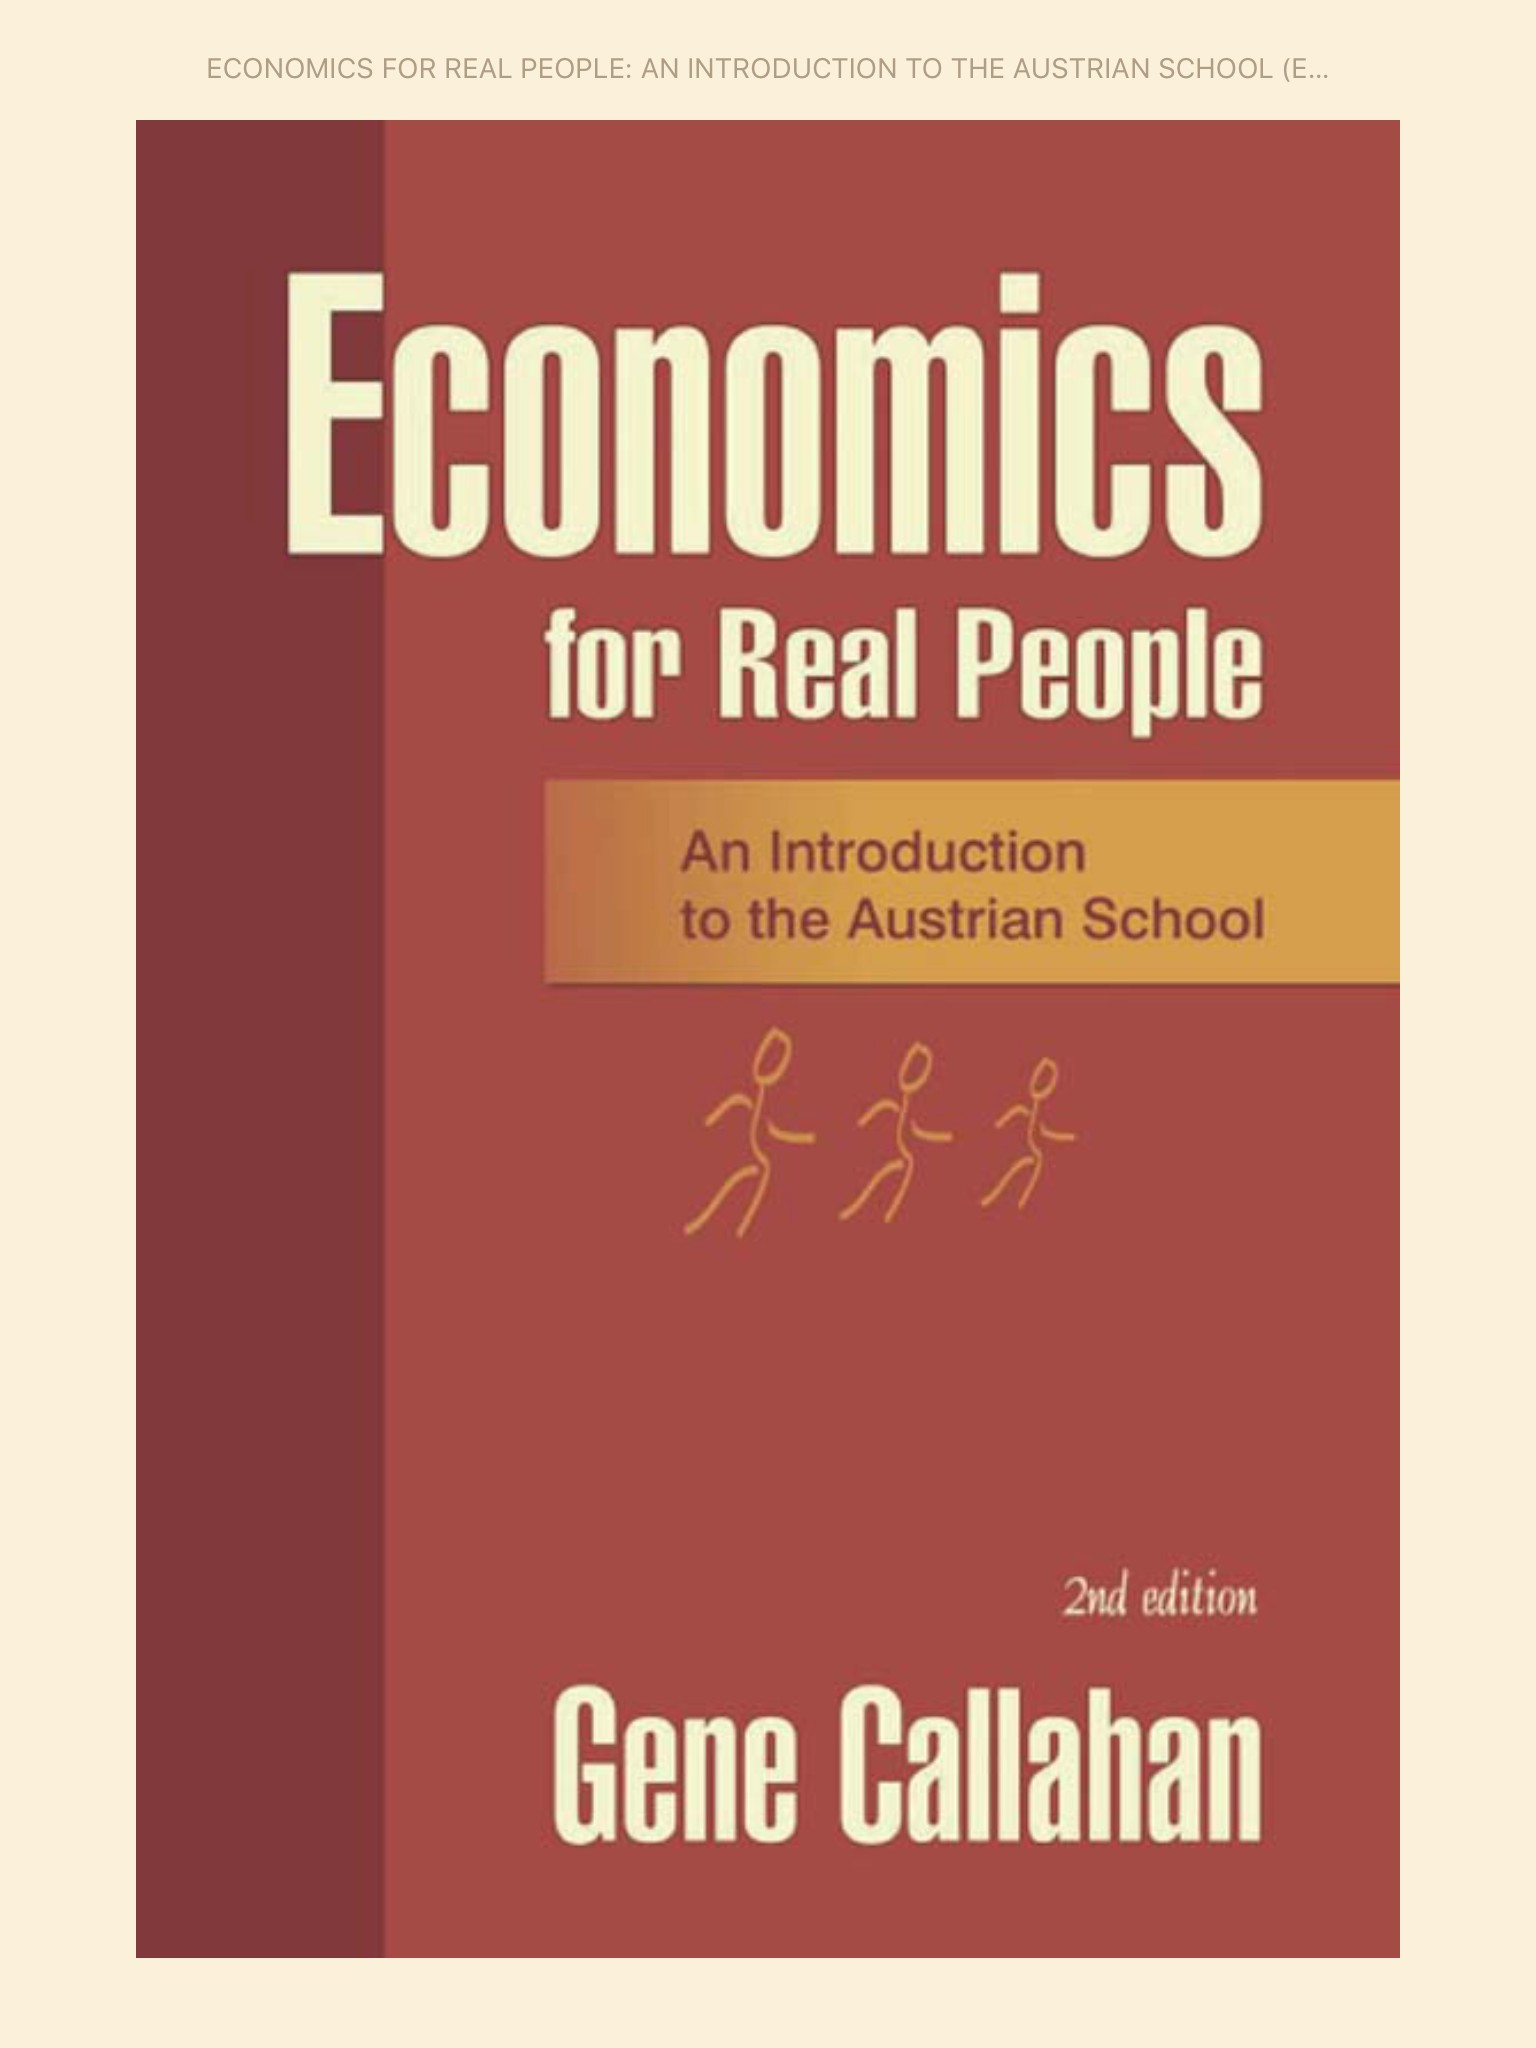 ECONOMICS FOR REAL PEOPLE: AN INTRODUCTION TO THE AUSTRIAN SCHOOL (E...
Economics
for Real People
An Introduction
to the Austrian School
2nd edition
Gene Callahan